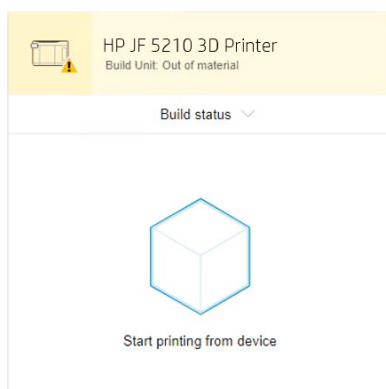 HP JF 5210 3D Printer
Build Unit: Out of material
Build status
Start printing from device